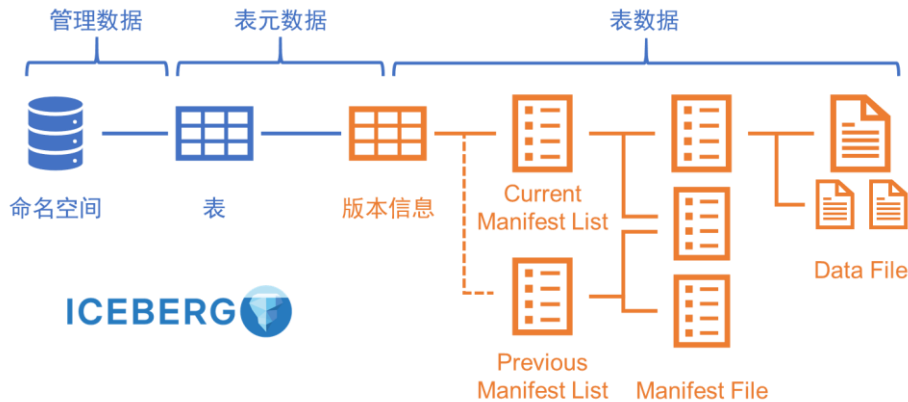 管理数据
表元数据
表数据
命名空间
表
版本信息
Current
Manifest List
Data File
ICEBERG
Previous
Manifest List
Manifest File